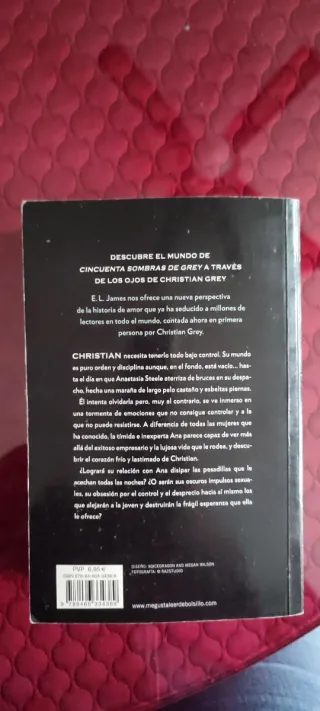 DESCUBRE EL MUNDO DE
CINCUENTA SOMBRAS DE GREY A TRAVÉS
DE LOS OJOS DE CHRISTIAN GREY
E. L. James nos ofrece una nueva perspectiva
de la historia de amor que ya ha seducido a millones de
lectores en todo el mundo, contada ahora en primera
persona por Christian Grey.
CHRISTIAN necesita tenerlo todo bajo control. Su mundo
es puro orden y disciplina aunque, en el fondo, está vacío... has-
ta el día en que Anastasia Steele aterriza de bruces en su despa-
cho, hecha una maraña de largo pelo castaño y esbeltas piernas.
Él intenta olvidarla pero, muy al contrario, se ve inmerso en
una tormenta de emociones que no consigue controlar y a la
que no puede resistirse. A diferencia de todas las mujeres que
ha conocido, la tímida e inexperta Ana parece capaz de ver más
allá del exitoso empresario y la lujosa vida que le rodea, y descu-
brir el corazón frío y lastimado de Christian.
¿Logrará su relación con Ana disipar las pesadillas que le
acechan todas las noches? ¿O serán sus oscuros impulsos sexua-
les, su obsesión por el control y el desprecio hacia sí mismo los
que alejarán a la joven y destruirán la frágil esperanza que ella
le ofrece?
PVP 6,95 €
DISEÑO: AND MEGAN WILSON
FOTOGRAFÍA:
www.megustaleerdebolsillo.com